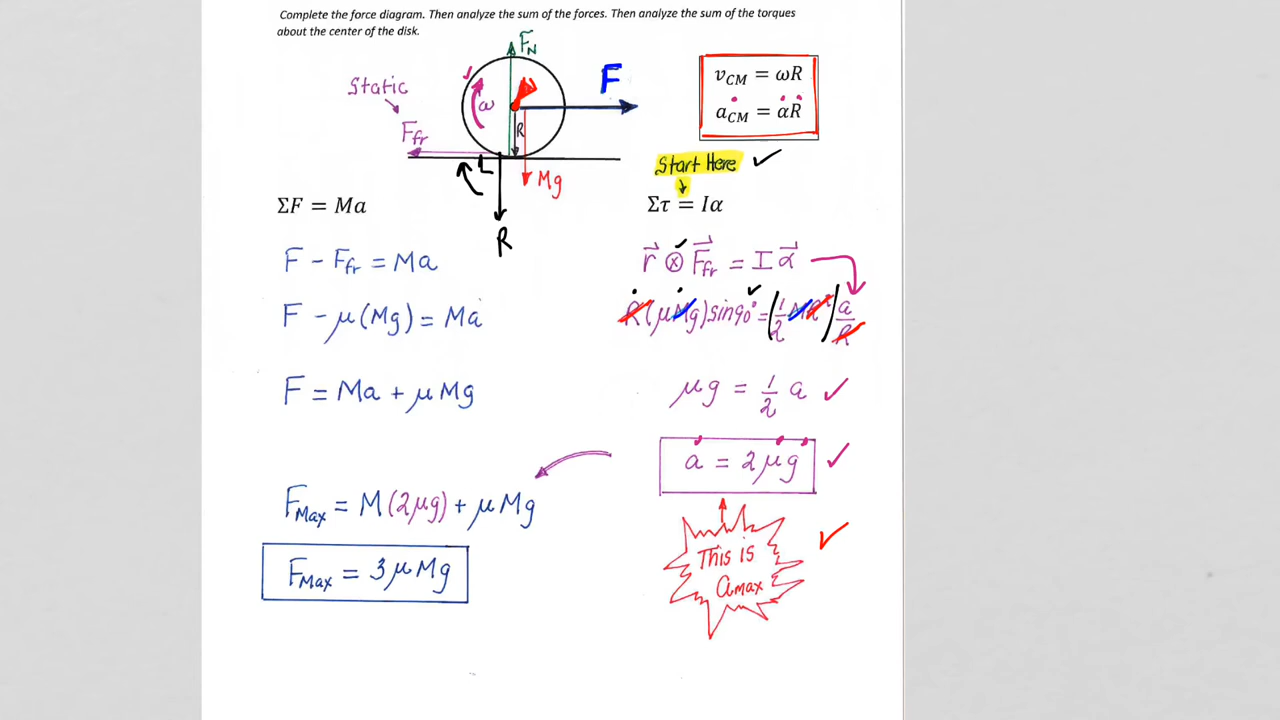 Complete the force diagram. Then analyze the sum of the forces. Then analyze the sum of the torques
about the center of the disk.
F_N
F
Static
ω
F_fr
R
Mg
R
v_CM = ωR
a_CM = αR
Start Here ✓
ΣF = Ma
F - F_fr = Ma
F - μ(Mg) = Ma
F = Ma + μMg
F_Max = M(2μg) + μMg
F_Max = 3μMg
Στ = Iα
r⃗ ⊗ F⃗_fr = I α⃗
R(μMg)sin90° = (1/2 MR²) a/R
μg = 1/2 a ✓
a = 2μg ✓
This is ✓
a_max